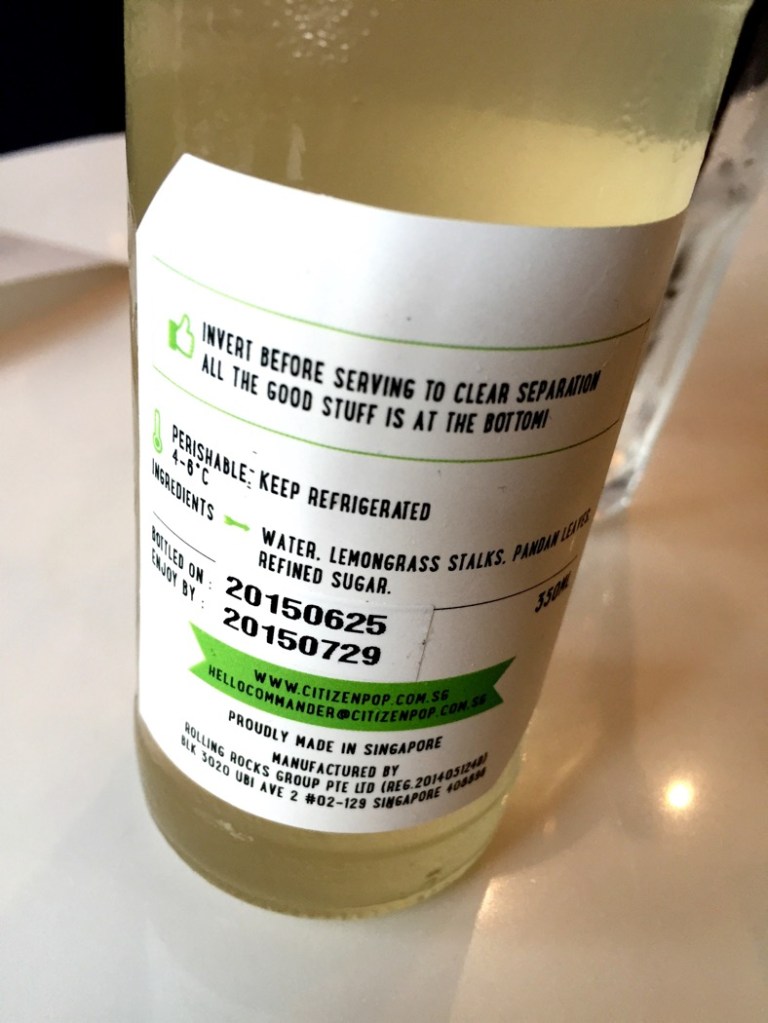 INVERT BEFORE SERVING TO CLEAR SEPARATION
ALL THE GOOD STUFF IS AT THE BOTTOM!
PERISHABLE; KEEP REFRIGERATED
4-8°C
INGREDIENTS
WATER. LEMONGRASS STALKS. PANDAN LEAVES.
REFINED SUGAR.
350ML
BOTTLED ON : 20150625
ENJOY BY : 20150729
WWW.CITIZENPOP.COM.SG
HELLOCOMMANDER@CITIZENPOP.COM.SG
PROUDLY MADE IN SINGAPORE
MANUFACTURED BY
ROLLING ROCKS GROUP PTE LTD
BLK 3020 UBI AVE 2 #02-129 SINGAPORE